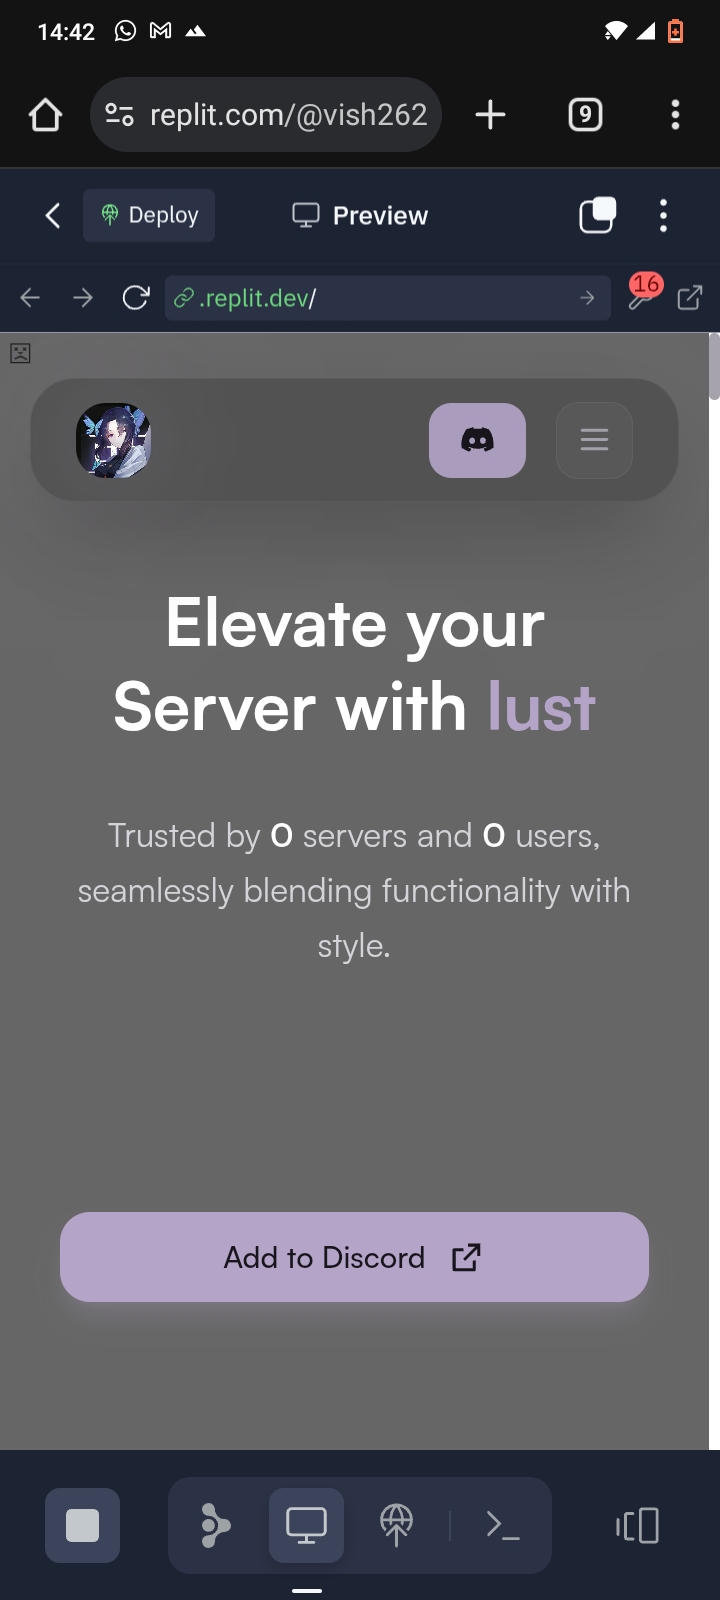 14:42
replit.com/@vish262
9
Deploy
Preview
.replit.dev/
16
Elevate your
Server with lust
Trusted by 0 servers and 0 users,
seamlessly blending functionality with
style.
Add to Discord